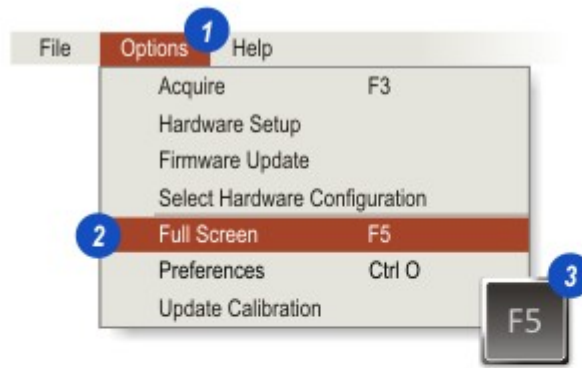 File Options 1 Help
Acquire F3
Hardware Setup
Firmware Update
Select Hardware Configuration
2 Full Screen F5
Preferences Ctrl O
3
Update Calibration
F5